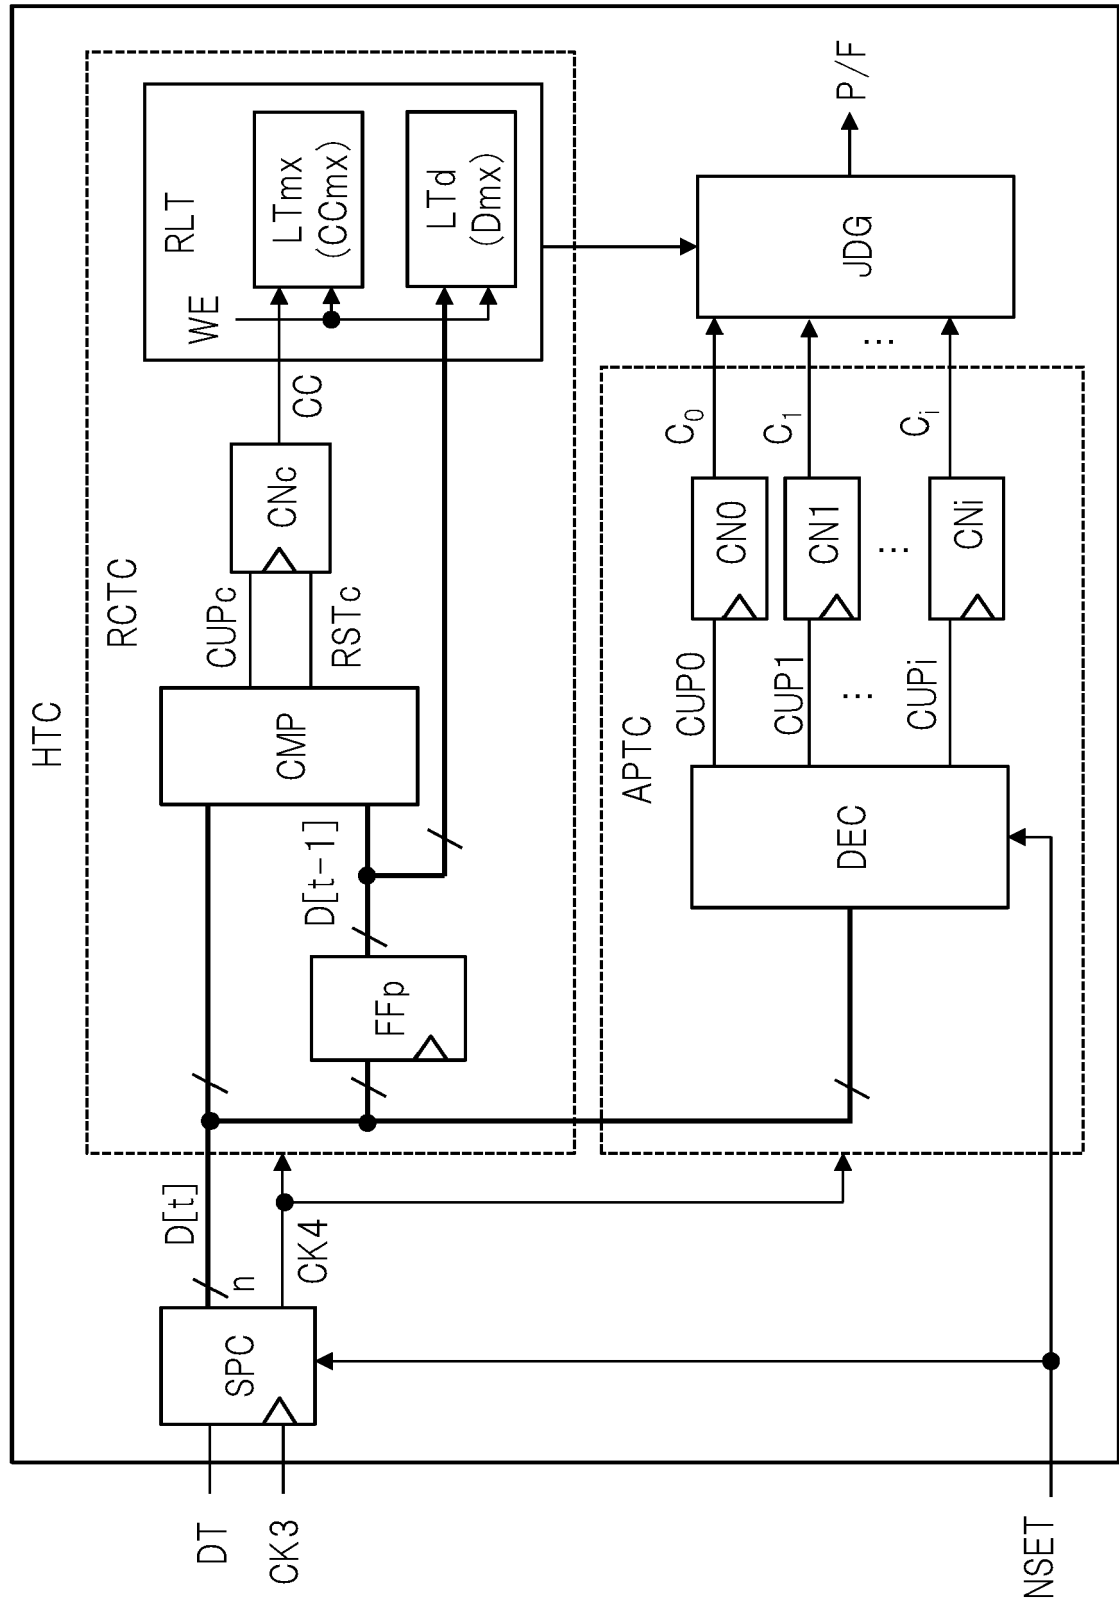 HTC
RCTC
RLT
WE
LTmx
(CCmx)
LTd
(Dmx)
CC
CNc
CUPc
RSTc
CMP
D[t-1]
FFp
D[t]
n
SPC
CK4
DT
CK3
NSET
APTC
DEC
CUP0
CUP1
...
CUPi
CN0
CN1
...
CNi
C0
C1
...
Ci
JDG
P/F